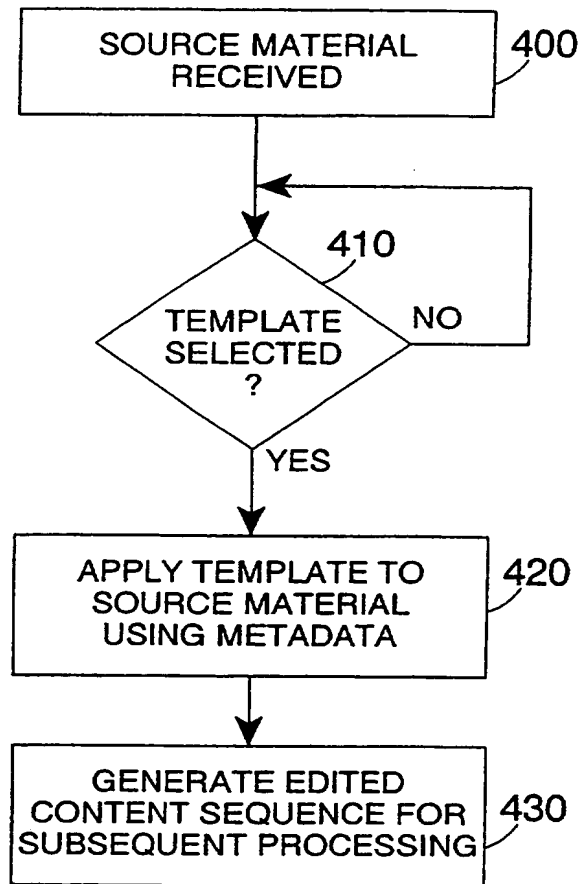 SOURCE MATERIAL
RECEIVED
400
410
TEMPLATE
SELECTED
?
NO
YES
APPLY TEMPLATE TO
SOURCE MATERIAL
USING METADATA
420
GENERATE EDITED
CONTENT SEQUENCE FOR
SUBSEQUENT PROCESSING
430